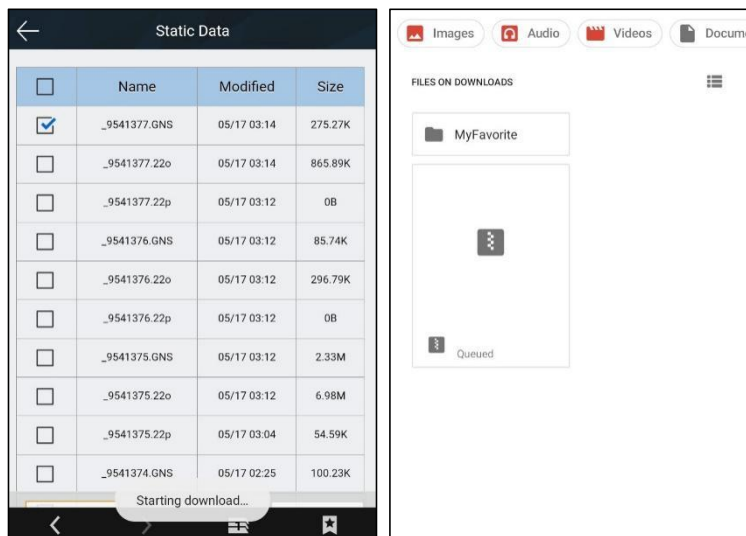 Static Data
Name Modified Size
_9541377.GNS 05/17 03:14 275.27K
_9541377.22o 05/17 03:14 865.89K
_9541377.22p 05/17 03:12 0B
_9541376.GNS 05/17 03:12 85.74K
_9541376.22o 05/17 03:12 296.79K
_9541376.22p 05/17 03:12 0B
_9541375.GNS 05/17 03:12 2.33M
_9541375.22o 05/17 03:12 6.98M
_9541375.22p 05/17 03:04 54.59K
_9541374.GNS 05/17 02:25 100.23K
Starting download...
Images Audio Videos Docume
FILES ON DOWNLOADS
MyFavorite
Queued